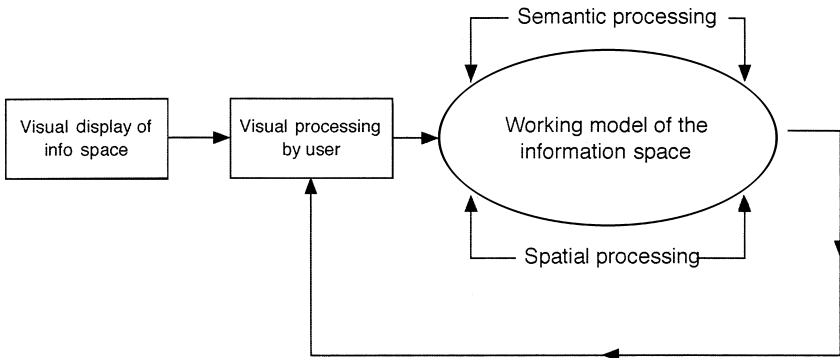 Semantic processing
Visual display of
info space
Visual processing
by user
Working model of the
information space
Spatial processing